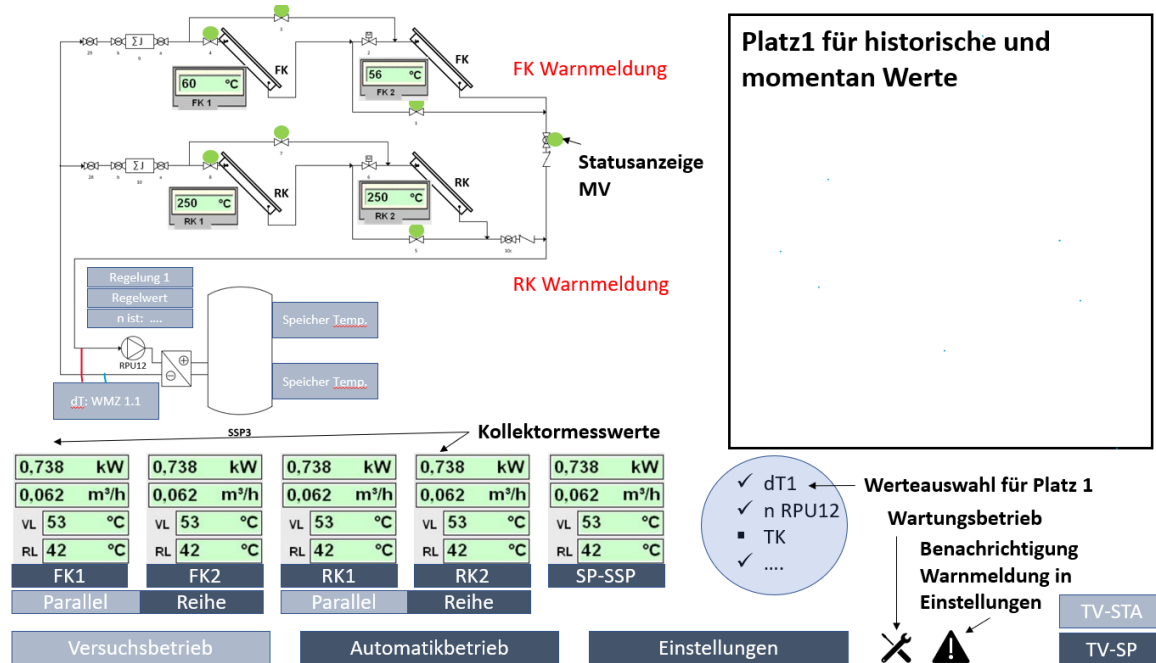 Platz1 für historische und
momentan Werte
FK Warnmeldung
FK
FK
60 °C
FK 1
56 °C
FK 2
Statusanzeige
MV
RK
RK
250 °C
RK 1
250 °C
RK 2
RK Warnmeldung
Regelung 1
Regelwert
n ist: ....
Speicher Temp.
RPU12
Speicher Temp.
dT: WMZ 1.1
SSP3
Kollektormesswerte
0,738 kW
0,062 m³/h
VL 53 °C
RL 42 °C
FK1
0,738 kW
0,062 m³/h
VL 53 °C
RL 42 °C
FK2
0,738 kW
0,062 m³/h
VL 53 °C
RL 42 °C
RK1
0,738 kW
0,062 m³/h
VL 53 °C
RL 42 °C
RK2
0,738 kW
0,062 m³/h
VL 53 °C
RL 42 °C
SP-SSP
Parallel
Reihe
Parallel
Reihe
✓ dT1
✓ n RPU12
▪ TK
✓ ....
Werteauswahl für Platz 1
Wartungsbetrieb
Benachrichtigung
Warnmeldung in
Einstellungen
Versuchsbetrieb
Automatikbetrieb
Einstellungen
TV-STA
TV-SP